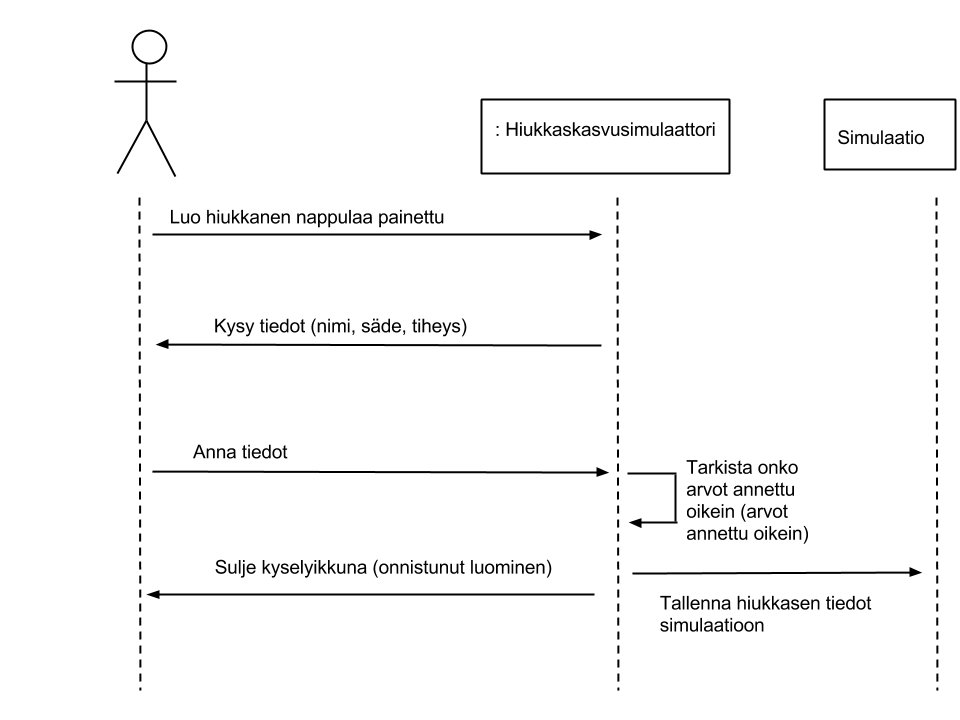 : Hiukkaskasvusimulaattori
Simulaatio
Luo hiukkanen nappulaa painettu
Kysy tiedot (nimi, säde, tiheys)
Anna tiedot
Tarkista onko
arvot annettu
oikein (arvot
annettu oikein)
Sulje kyselyikkuna (onnistunut luominen)
Tallenna hiukkasen tiedot
simulaatioon